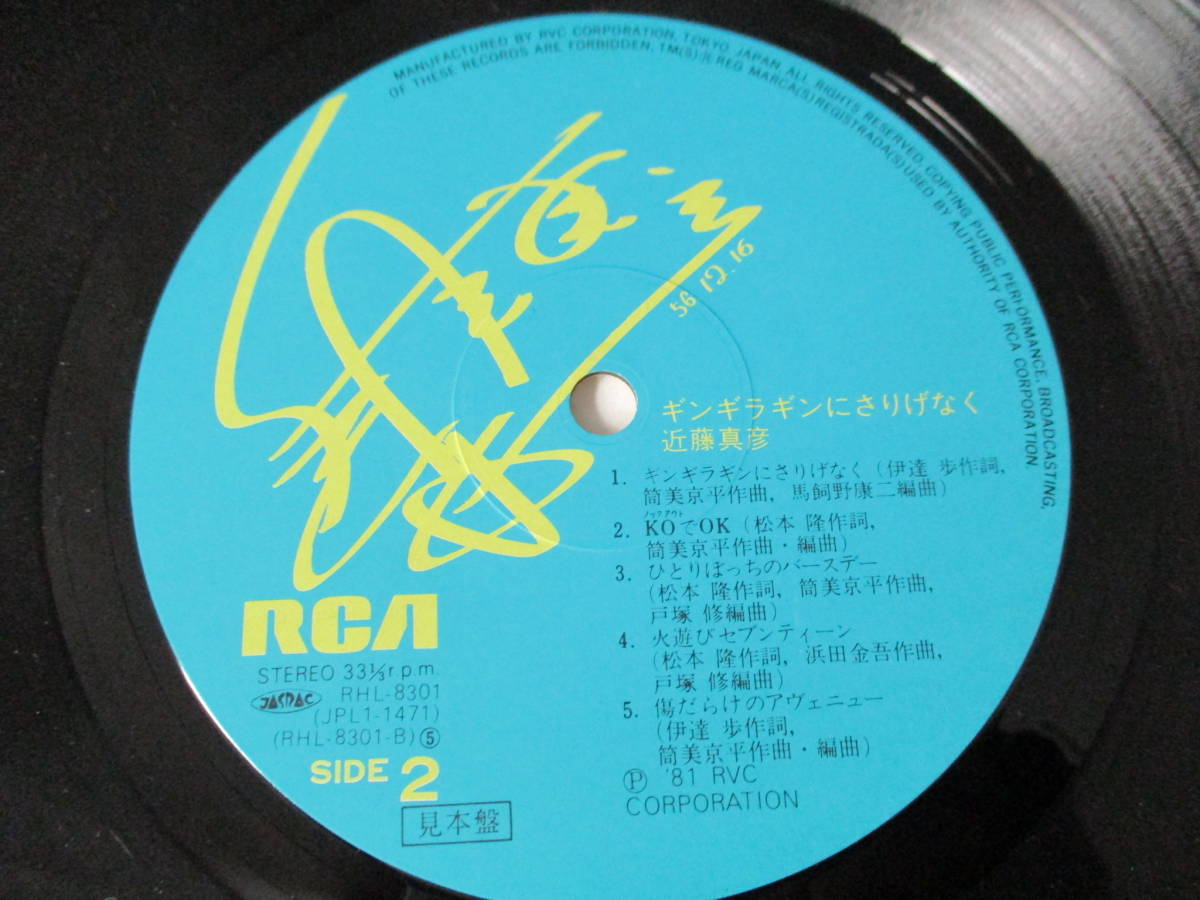 MANUFACTURED BY RVC CORPORATION, TOKYO, JAPAN. ALL RIGHTS RESERVED, COPYING PUBLIC PERFORMANCE, BROADCASTING,
OF THESE RECORDS ARE FORBIDDEN, TM(S)Ⓡ REG MARCA(S) REGISTRADA(S) USED BY AUTHORITY OF RCA CORPORATION
56 12.16
ギンギラギンにさりげなく
近藤真彦
1. ギンギラギンにさりげなく (伊達 歩作詞,
筒美京平作曲, 馬飼野康二編曲)
ノックアウト
2. KOでOK (松本 隆作詞,
筒美京平作曲・編曲)
3. ひとりぼっちのバースデー
(松本 隆作詞, 筒美京平作曲,
戸塚 修編曲)
4. 火遊びセブンティーン
(松本 隆作詞, 浜田金吾作曲,
戸塚 修編曲)
5. 傷だらけのアヴェニュー
(伊達 歩作詞,
筒美京平作曲・編曲)
Ⓟ '81 RVC
CORPORATION
RCA
STEREO 33⅓ r.p.m.
JASRAC RHL-8301
(JPL1-1471)
(RHL-8301-B) ⑤
SIDE 2
見本盤